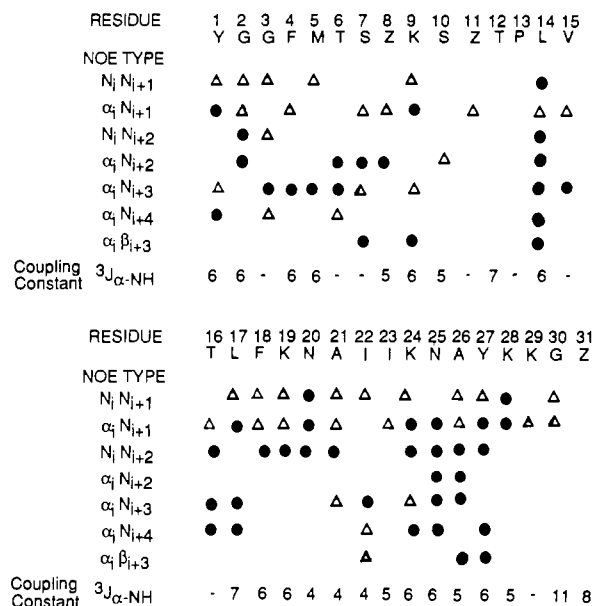 RESIDUE 1 2 3 4 5 6 7 8 9 10 11 12 13 14 15
Y G G F M T S Z K S Z T P L V
NOE TYPE
Nᵢ Nᵢ₊₁ △ △ △ △ △ ●
αᵢ Nᵢ₊₁ ● △ △ △ △ ● △ △ △
Nᵢ Nᵢ₊₂ ● △ ●
αᵢ Nᵢ₊₂ ● ● ● ● △ ●
αᵢ Nᵢ₊₃ △ ● ● ● ● △ △ ● ●
αᵢ Nᵢ₊₄ ● △ △ ●
αᵢ βᵢ₊₃ ● ● ●
Coupling Constant ³Jα-NH 6 6 - 6 6 - - 5 6 5 - 7 - 6 -
RESIDUE 16 17 18 19 20 21 22 23 24 25 26 27 28 29 30 31
T L F K N A I I K N A Y K K G Z
NOE TYPE
Nᵢ Nᵢ₊₁ △ △ △ ● △ △ △ △ △ ● △
αᵢ Nᵢ₊₁ △ ● △ △ ● △ △ ● ● △ ● ● △ △
Nᵢ Nᵢ₊₂ ● ● ● ● ● ● ● ● ●
αᵢ Nᵢ₊₂ ● ●
αᵢ Nᵢ₊₃ ● ● △ ● △ ● ●
αᵢ Nᵢ₊₄ ● ● △ ● ● ●
αᵢ βᵢ₊₃ △ ● ●
Coupling Constant ³Jα-NH - 7 6 6 4 4 4 5 6 6 5 6 5 - 11 8